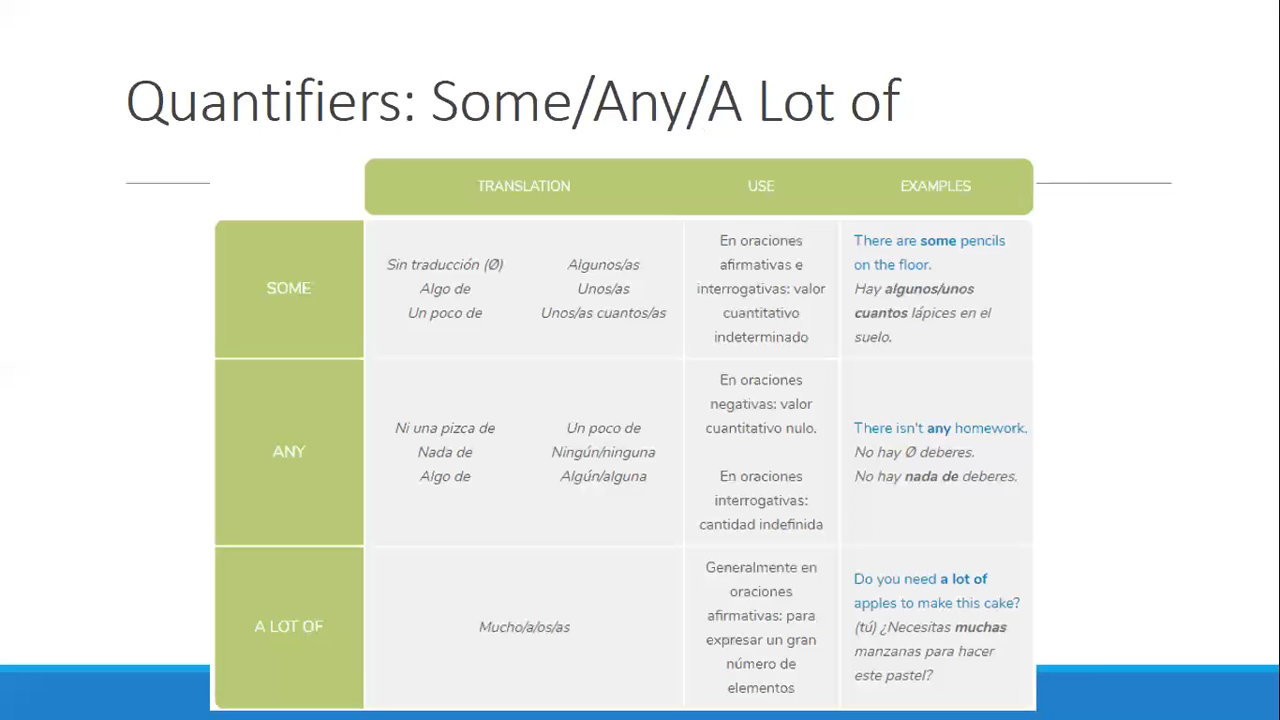 Quantifiers: Some/Any/A Lot of
TRANSLATION USE EXAMPLES
SOME
Sin traducción (Ø)
Algo de
Un poco de
Algunos/as
Unos/as
Unos/as cuantos/as
En oraciones
afirmativas e
interrogativas: valor
cuantitativo
indeterminado
There are some pencils
on the floor.
Hay algunos/unos
cuantos lápices en el
suelo.
ANY
Ni una pizca de
Nada de
Algo de
Un poco de
Ningún/ninguna
Algún/alguna
En oraciones
negativas: valor
cuantitativo nulo.
En oraciones
interrogativas:
cantidad indefinida
There isn't any homework.
No hay Ø deberes.
No hay nada de deberes.
A LOT OF
Mucho/a/os/as
Generalmente en
oraciones
afirmativas: para
expresar un gran
número de
elementos
Do you need a lot of
apples to make this cake?
(tú) ¿Necesitas muchas
manzanas para hacer
este pastel?